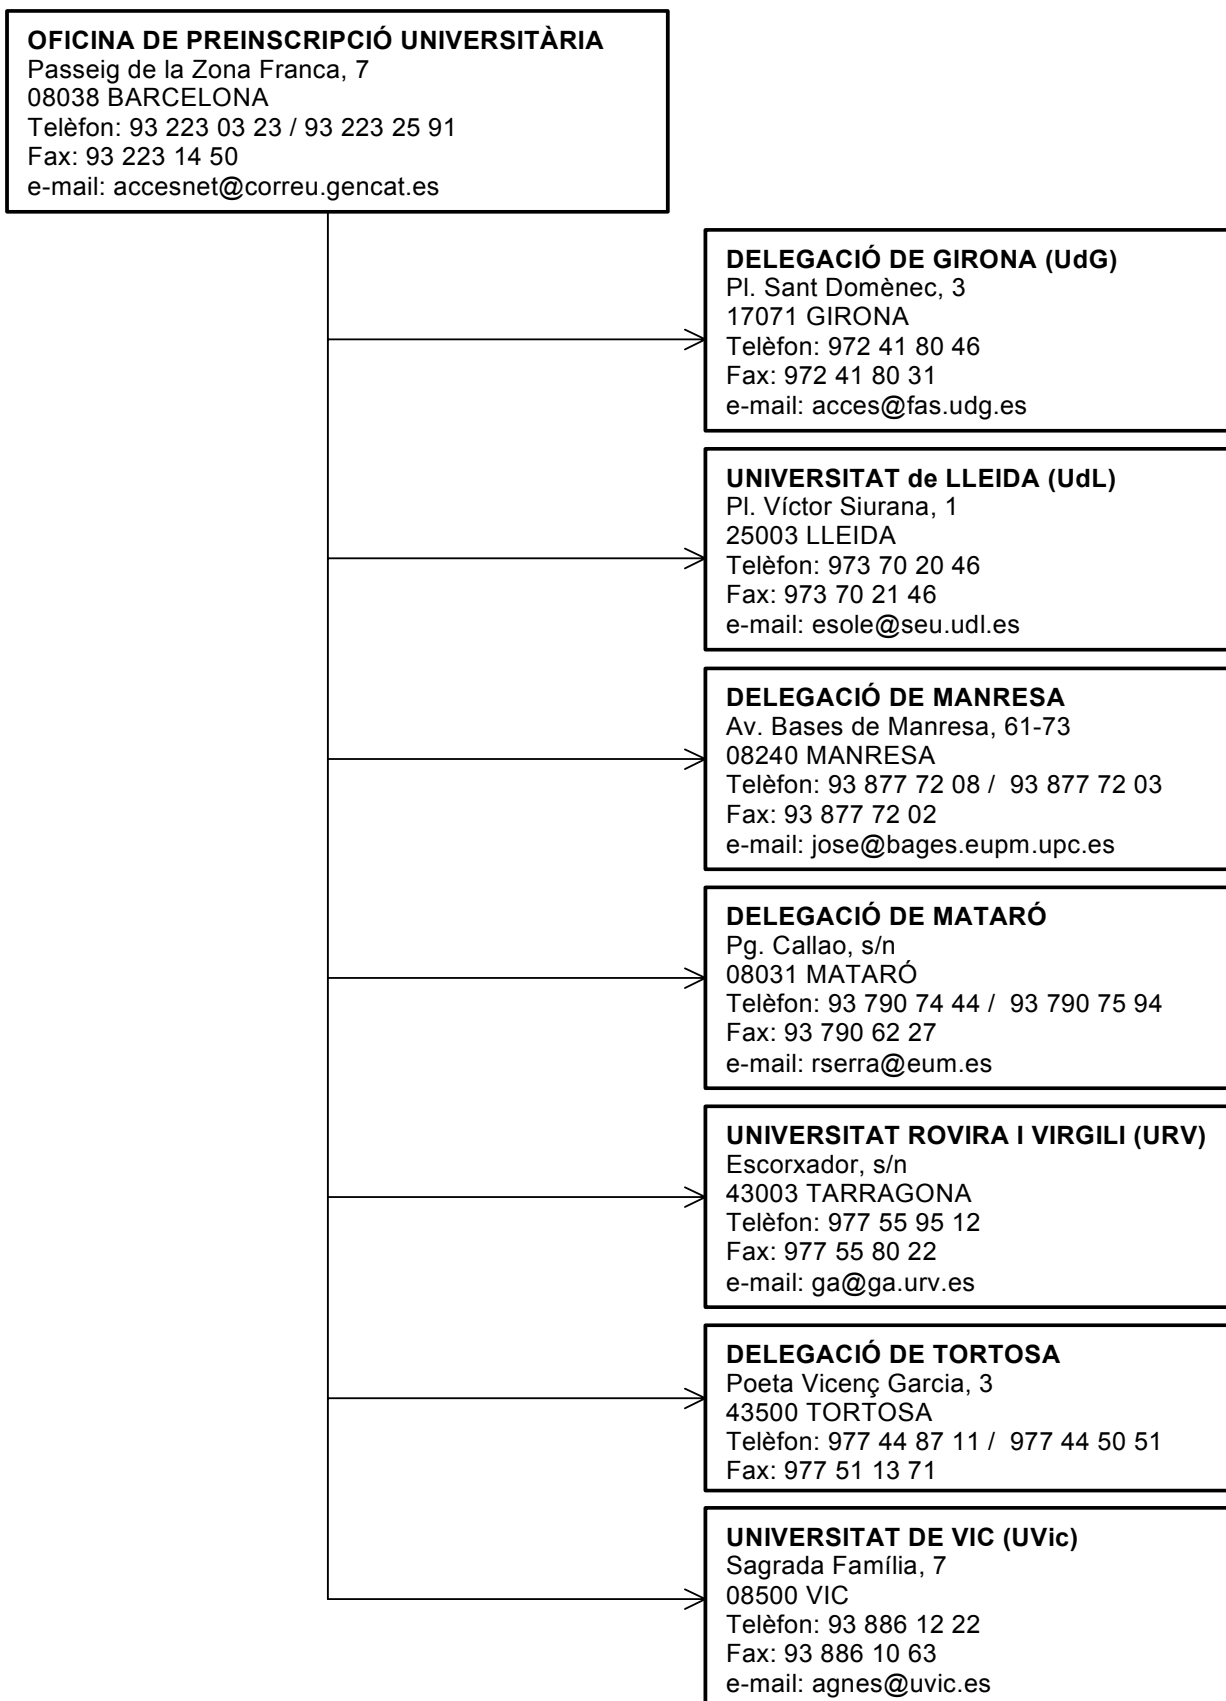 OFICINA DE PREINSCRIPCIÓ UNIVERSITÀRIA
Passeig de la Zona Franca, 7
08038 BARCELONA
Telèfon: 93 223 03 23 / 93 223 25 91
Fax: 93 223 14 50
e-mail: accesnet@correu.gencat.es
DELEGACIÓ DE GIRONA (UdG)
Pl. Sant Domènec, 3
17071 GIRONA
Telèfon: 972 41 80 46
Fax: 972 41 80 31
e-mail: acces@fas.udg.es
UNIVERSITAT de LLEIDA (UdL)
Pl. Víctor Siurana, 1
25003 LLEIDA
Telèfon: 973 70 20 46
Fax: 973 70 21 46
e-mail: esole@seu.udl.es
DELEGACIÓ DE MANRESA
Av. Bases de Manresa, 61-73
08240 MANRESA
Telèfon: 93 877 72 08 / 93 877 72 03
Fax: 93 877 72 02
e-mail: jose@bages.eupm.upc.es
DELEGACIÓ DE MATARÓ
Pg. Callao, s/n
08031 MATARÓ
Telèfon: 93 790 74 44 / 93 790 75 94
Fax: 93 790 62 27
e-mail: rserra@eum.es
UNIVERSITAT ROVIRA I VIRGILI (URV)
Escorxador, s/n
43003 TARRAGONA
Telèfon: 977 55 95 12
Fax: 977 55 80 22
e-mail: ga@ga.urv.es
DELEGACIÓ DE TORTOSA
Poeta Vicenç Garcia, 3
43500 TORTOSA
Telèfon: 977 44 87 11 / 977 44 50 51
Fax: 977 51 13 71
UNIVERSITAT DE VIC (UVic)
Sagrada Família, 7
08500 VIC
Telèfon: 93 886 12 22
Fax: 93 886 10 63
e-mail: agnes@uvic.es